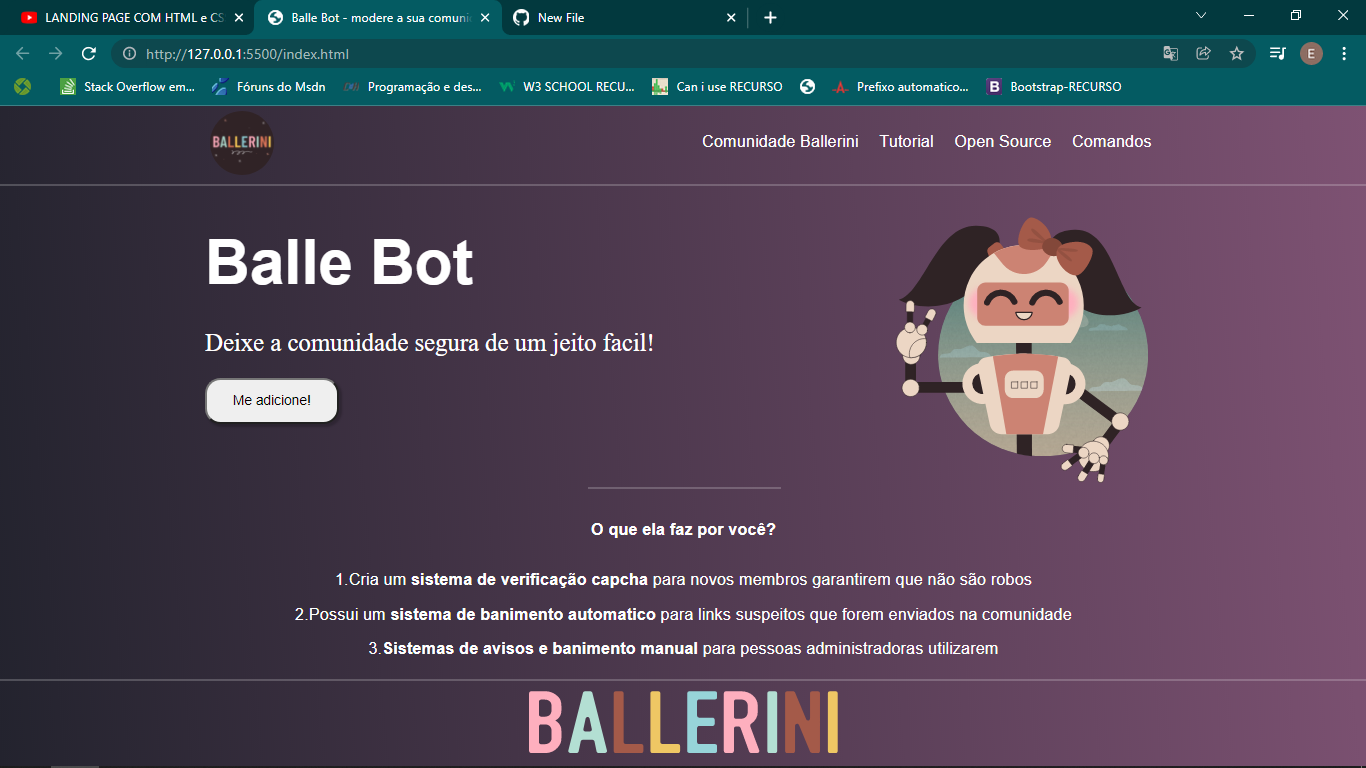 LANDING PAGE COM HTML e CS
Balle Bot - modere a sua comuni
New File
http://127.0.0.1:5500/index.html
E
Stack Overflow em...
Fóruns do Msdn
Programação e des...
W3 SCHOOL RECU...
Can i use RECURSO
Prefixo automatico...
B
Bootstrap-RECURSO
BALLERINI
Comunidade Ballerini
Tutorial
Open Source
Comandos
Balle Bot
Deixe a comunidade segura de um jeito facil!
Me adicione!
O que ela faz por você?
1.Cria um sistema de verificação capcha para novos membros garantirem que não são robos
2.Possui um sistema de banimento automatico para links suspeitos que forem enviados na comunidade
3.Sistemas de avisos e banimento manual para pessoas administradoras utilizarem
BALLERINI